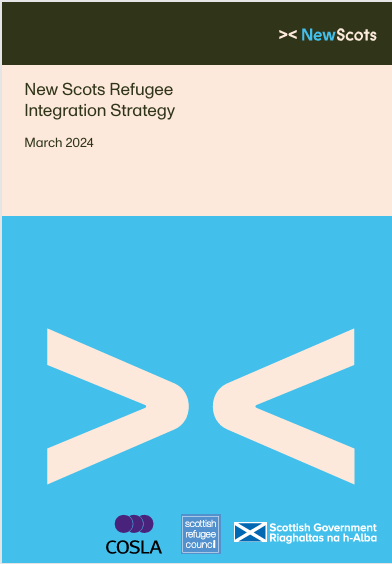 >< NewScots
New Scots Refugee
Integration Strategy
March 2024
COSLA
scottish
refugee
council
Scottish Government
Riaghaltas na h-Alba